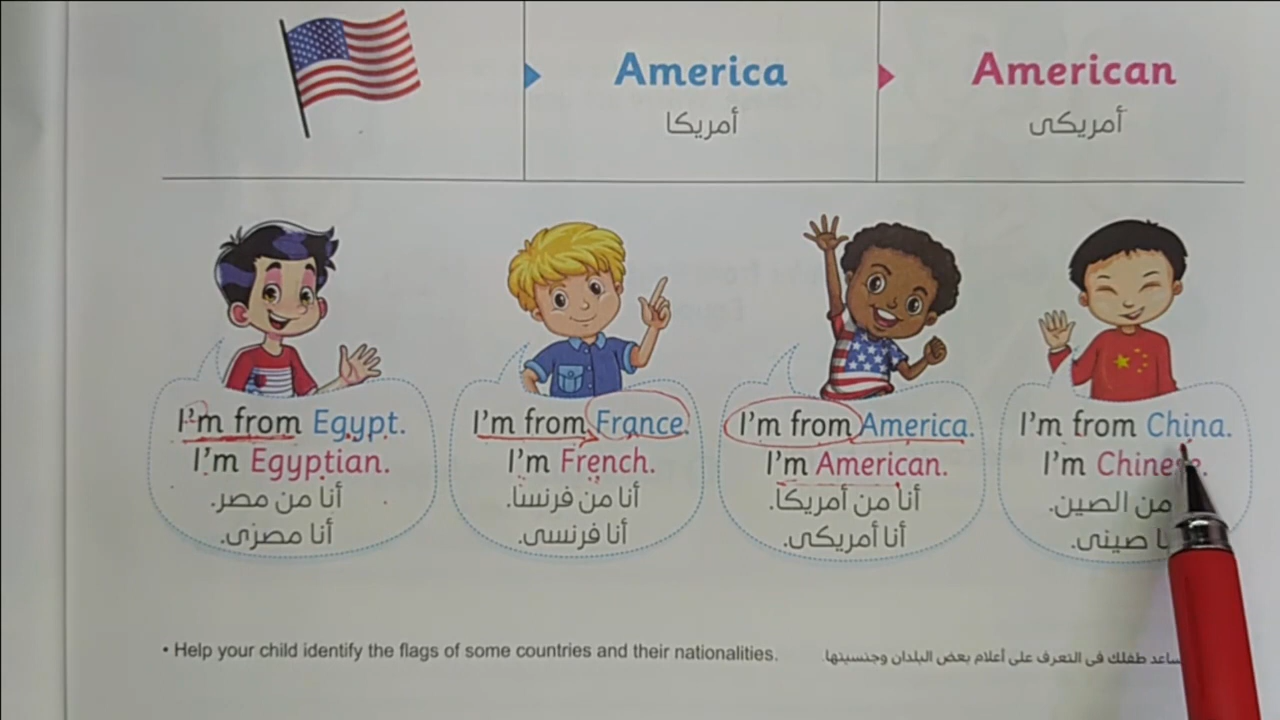 America
أمريكا
American
أمريكى
I'm from Egypt.
I'm Egyptian.
أنا من مصر.
أنا مصرى.
I'm from France.
I'm French.
أنا من فرنسا.
أنا فرنسى.
I'm from America.
I'm American.
أنا من أمريكا.
أنا أمريكى.
I'm from China.
I'm
من الصين.
صينى.
• Help your child identify the flags of some countries and their nationalities.
طفلك فى التعرف على أعلام بعض البلدان وجنسيتها.